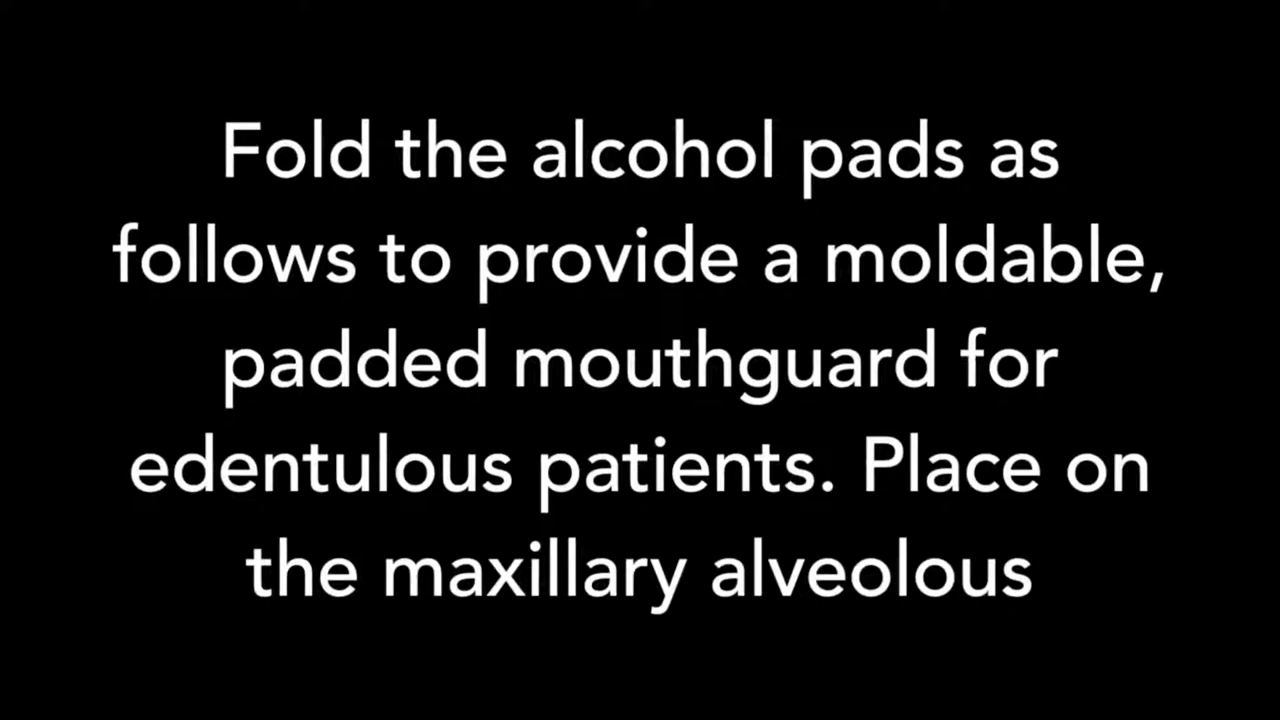 Fold the alcohol pads as
follows to provide a moldable,
padded mouthguard for
edentulous patients. Place on
the maxillary alveolous